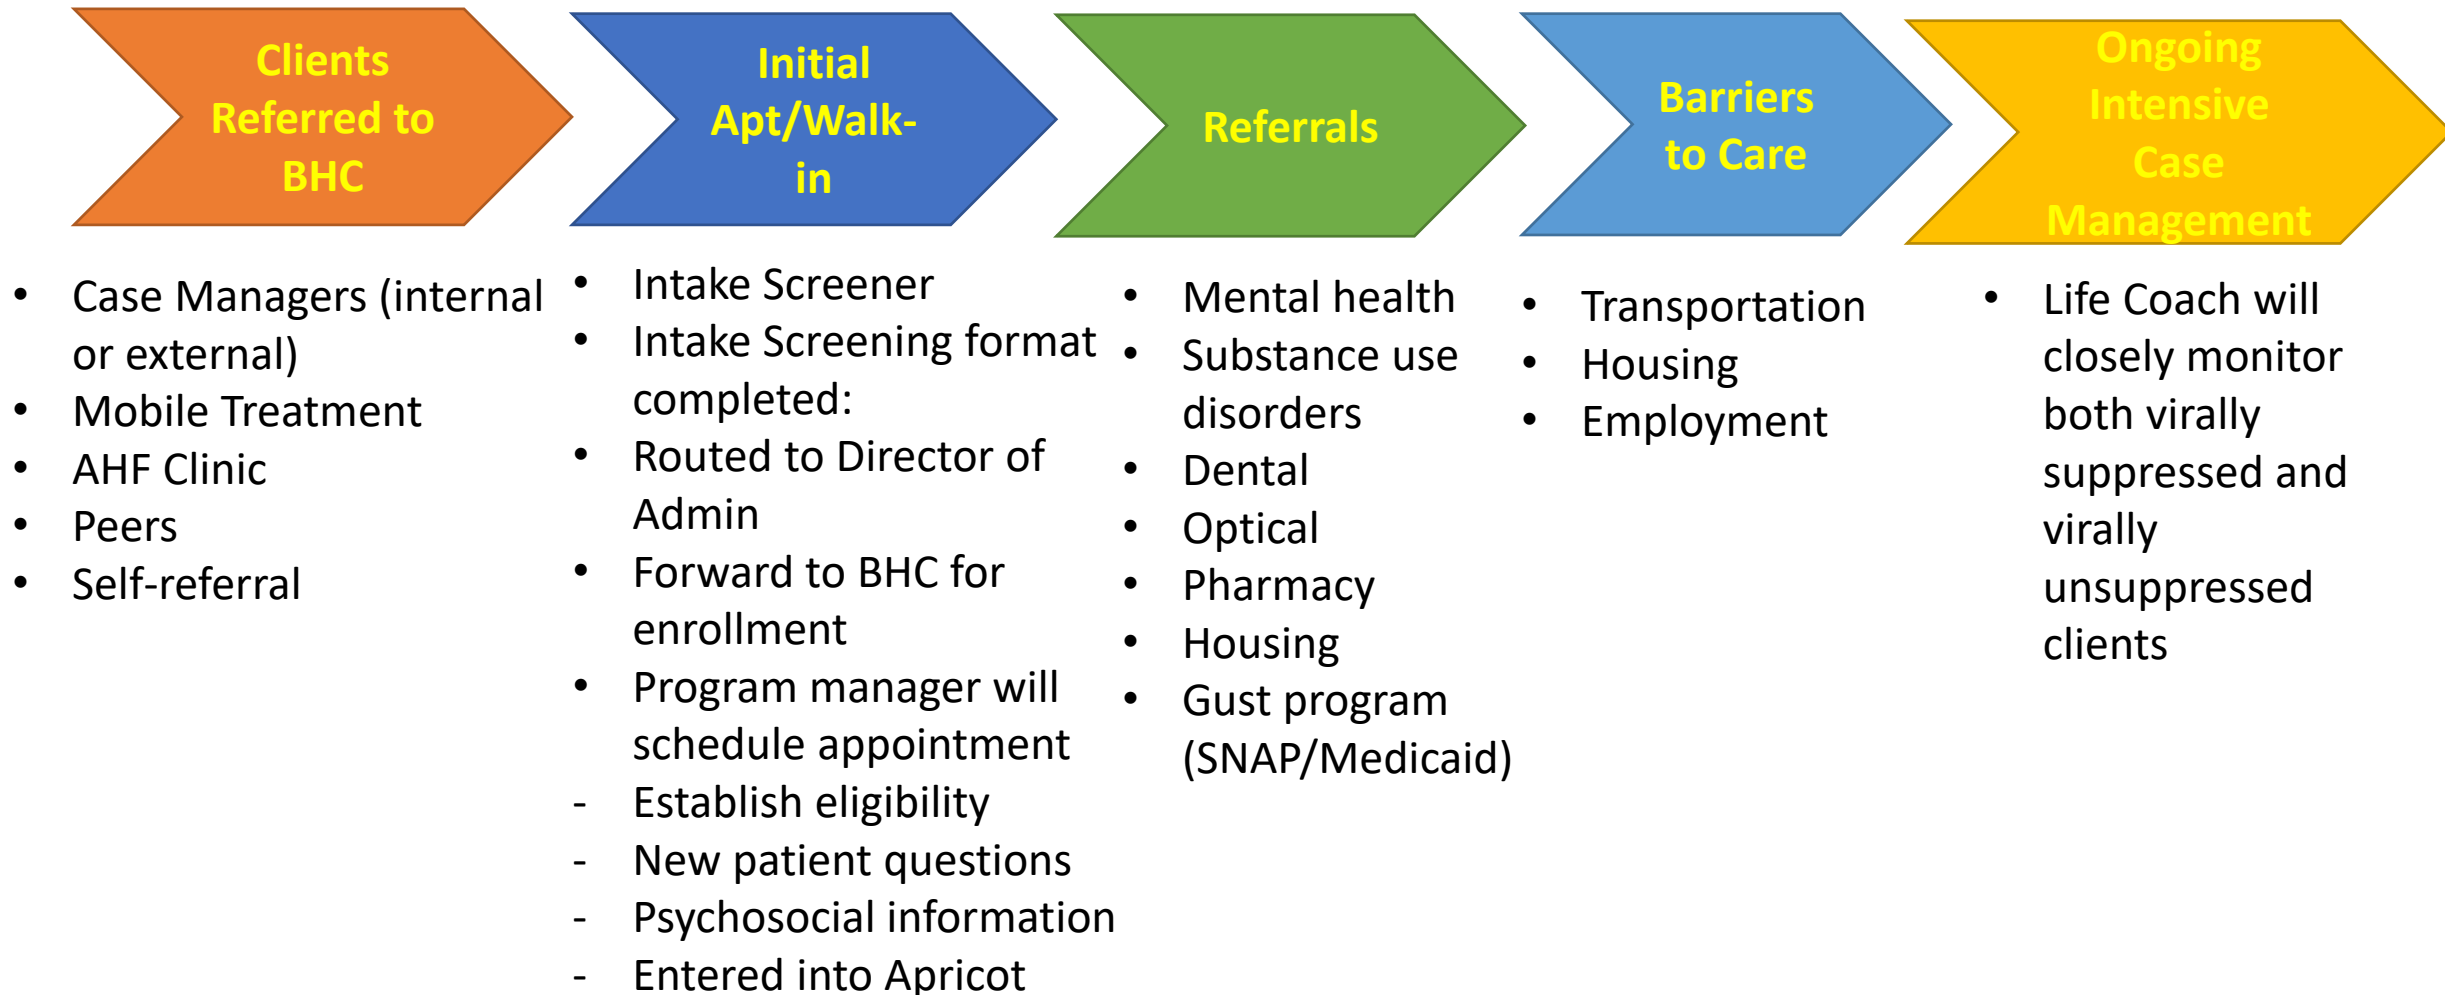 Clients
Referred to
BHC
Initial
Apt/Walk-
in
Referrals
Barriers
to Care
Ongoing
Intensive
Case
Management
• Case Managers (internal
or external)
• Mobile Treatment
• AHF Clinic
• Peers
• Self-referral
• Intake Screener
• Intake Screening format
completed:
• Routed to Director of
Admin
• Forward to BHC for
enrollment
• Program manager will
schedule appointment
- Establish eligibility
- New patient questions
- Psychosocial information
- Entered into Apricot
• Mental health
• Substance use
disorders
• Dental
• Optical
• Pharmacy
• Housing
• Gust program
(SNAP/Medicaid)
• Transportation
• Housing
• Employment
• Life Coach will
closely monitor
both virally
suppressed and
virally
unsuppressed
clients